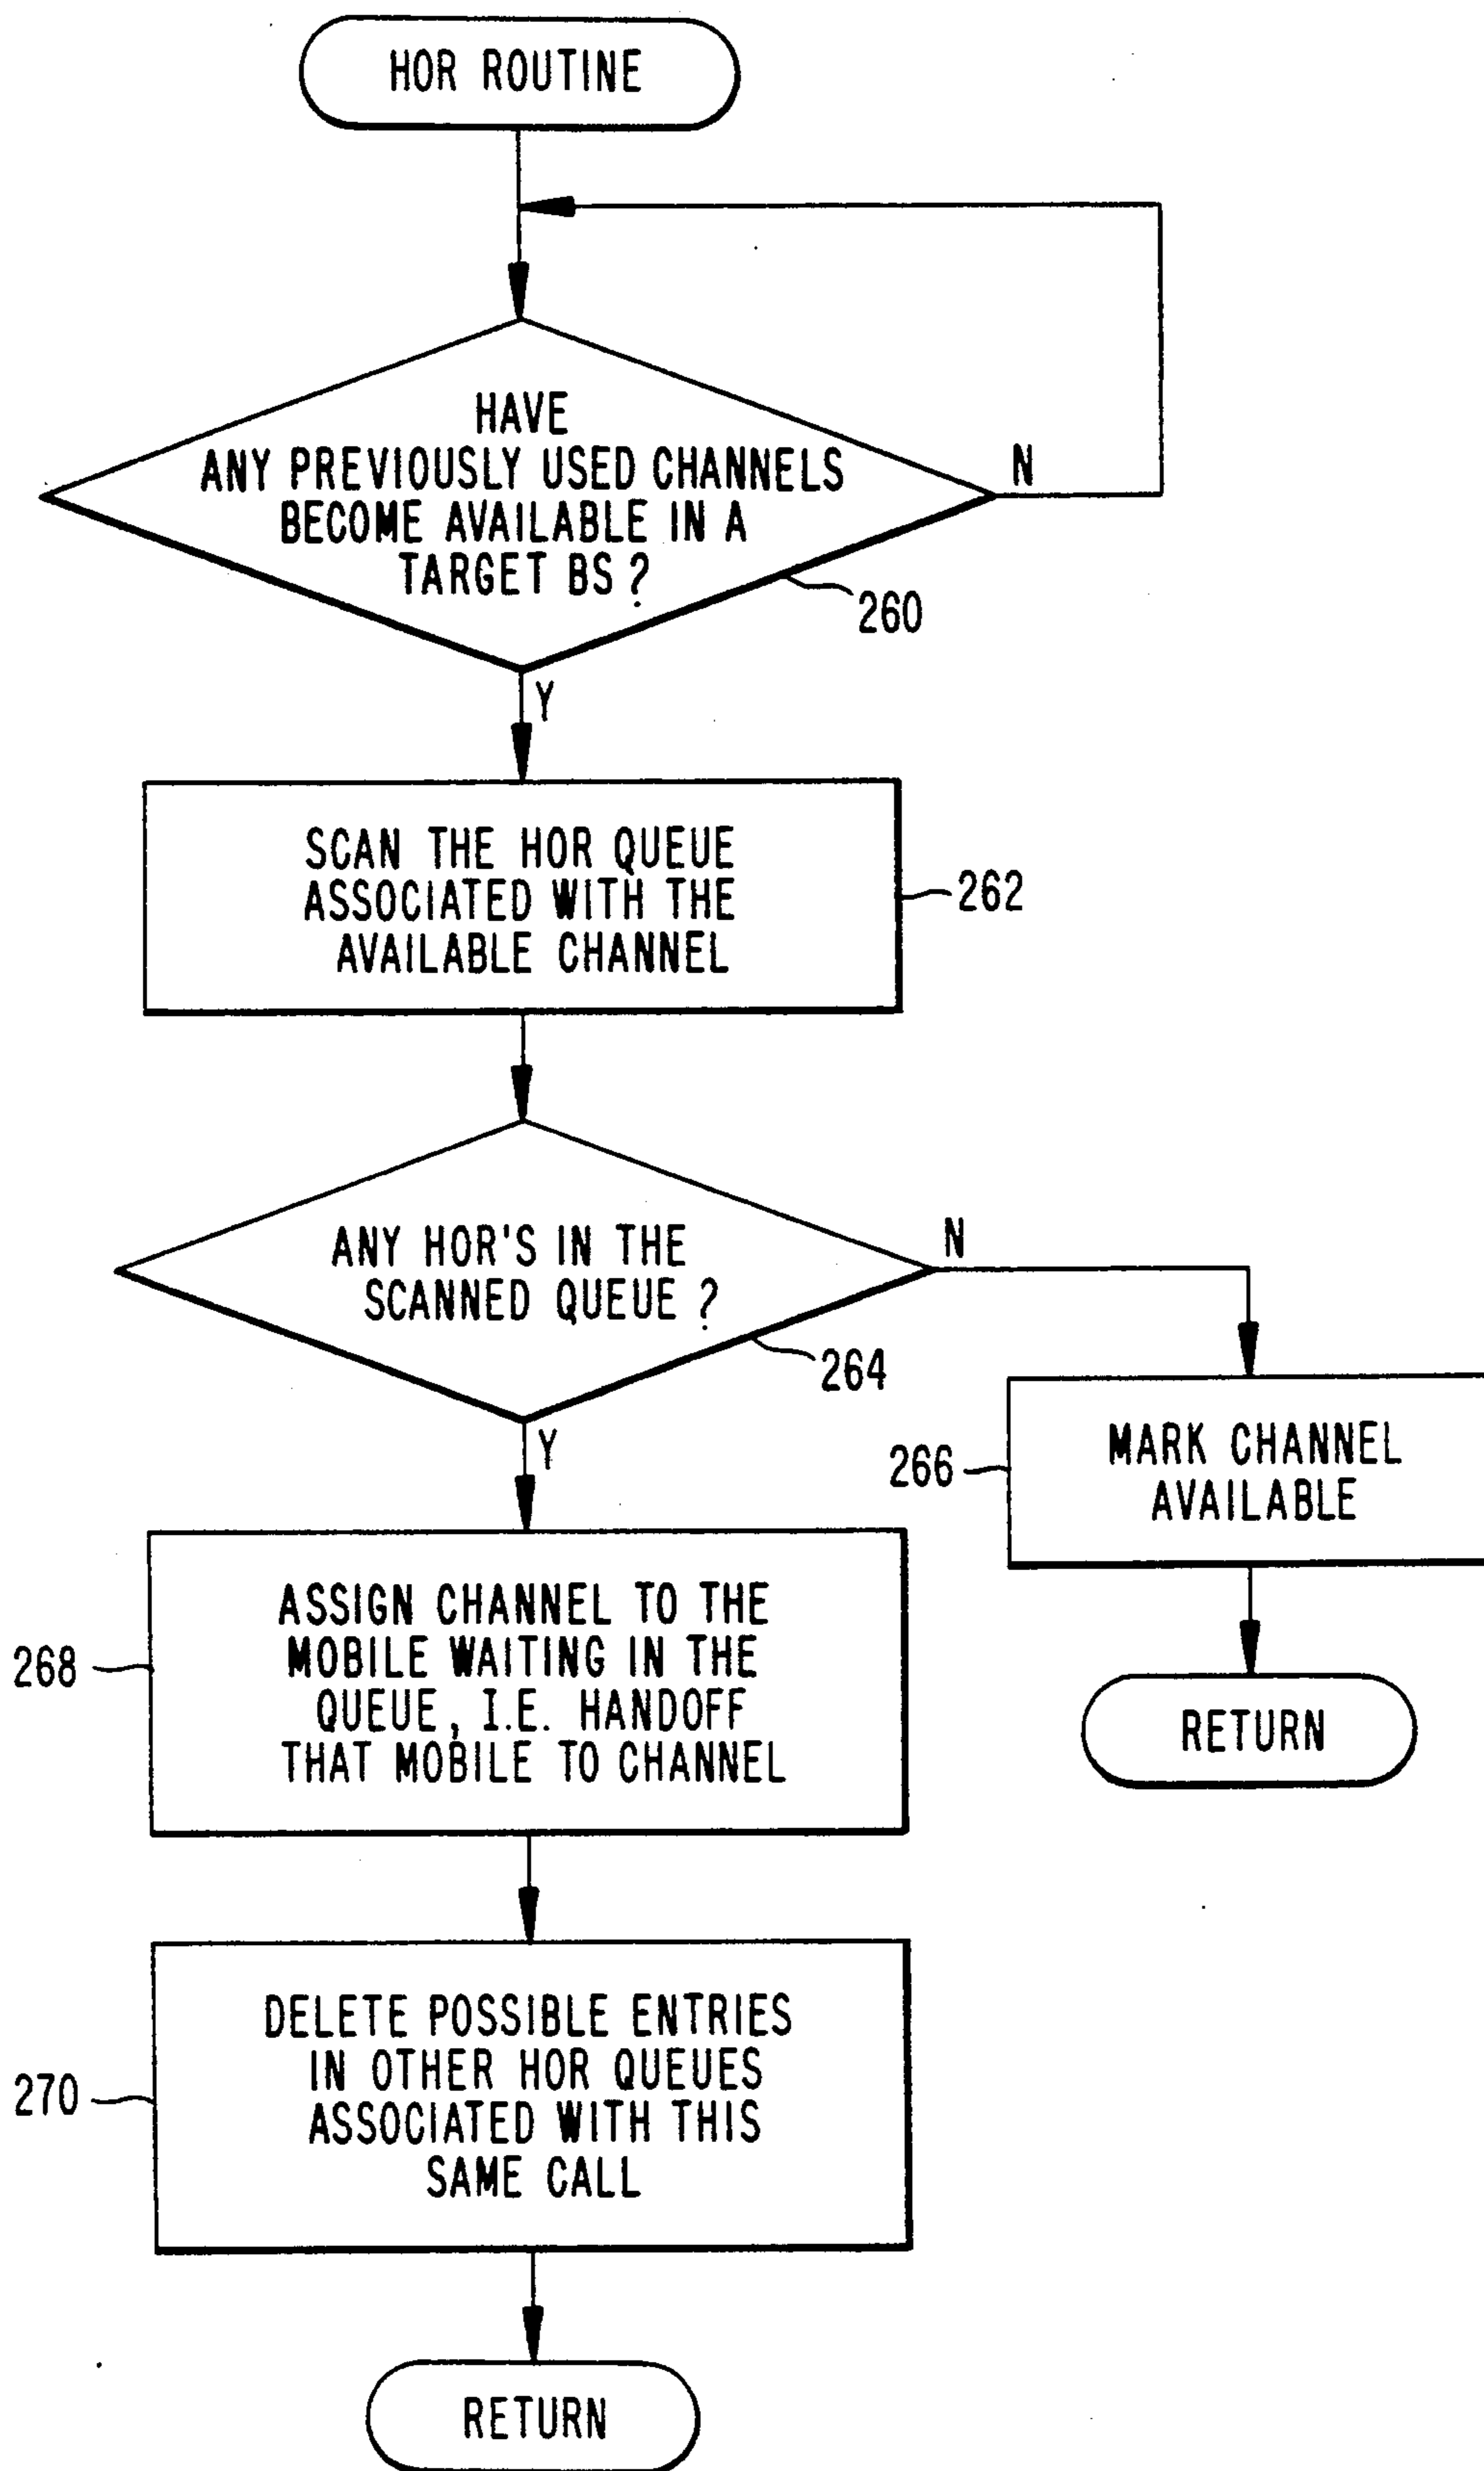 HOR ROUTINE
HAVE
ANY PREVIOUSLY USED CHANNELS
BECOME AVAILABLE IN A
TARGET BS?
N
260
Y
SCAN THE HOR QUEUE
ASSOCIATED WITH THE
AVAILABLE CHANNEL
262
ANY HOR'S IN THE
SCANNED QUEUE ?
N
264
Y
MARK CHANNEL
AVAILABLE
266
RETURN
ASSIGN CHANNEL TO THE
MOBILE WAITING IN THE
QUEUE, I.E. HANDOFF
THAT MOBILE TO CHANNEL
268
DELETE POSSIBLE ENTRIES
IN OTHER HOR QUEUES
ASSOCIATED WITH THIS
SAME CALL
270
RETURN